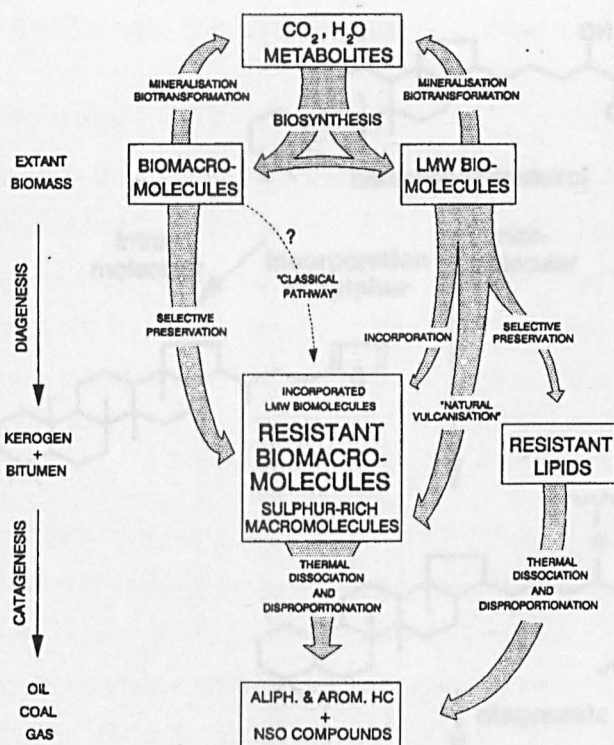 CO2, H2O
METABOLITES
MINERALISATION
BIOTRANSFORMATION
MINERALISATION
BIOTRANSFORMATION
BIOSYNTHESIS
EXTANT
BIOMASS
BIOMACRO-
MOLECULES
LMW BIO-
MOLECULES
?
"CLASSICAL
PATHWAY"
DIAGENESIS
SELECTIVE
PRESERVATION
INCORPORATION
SELECTIVE
PRESERVATION
INCORPORATED
LMW BIOMOLECULES
RESISTANT
BIOMACRO-
MOLECULES
SULPHUR-RICH
MACROMOLECULES
"NATURAL
VULCANISATION"
KEROGEN
+
BITUMEN
RESISTANT
LIPIDS
CATAGENESIS
THERMAL
DISSOCIATION
AND
DISPROPORTIONATION
THERMAL
DISSOCIATION
AND
DISPROPORTIONATION
OIL
COAL
GAS
ALIPH. & AROM. HC
+
NSO COMPOUNDS